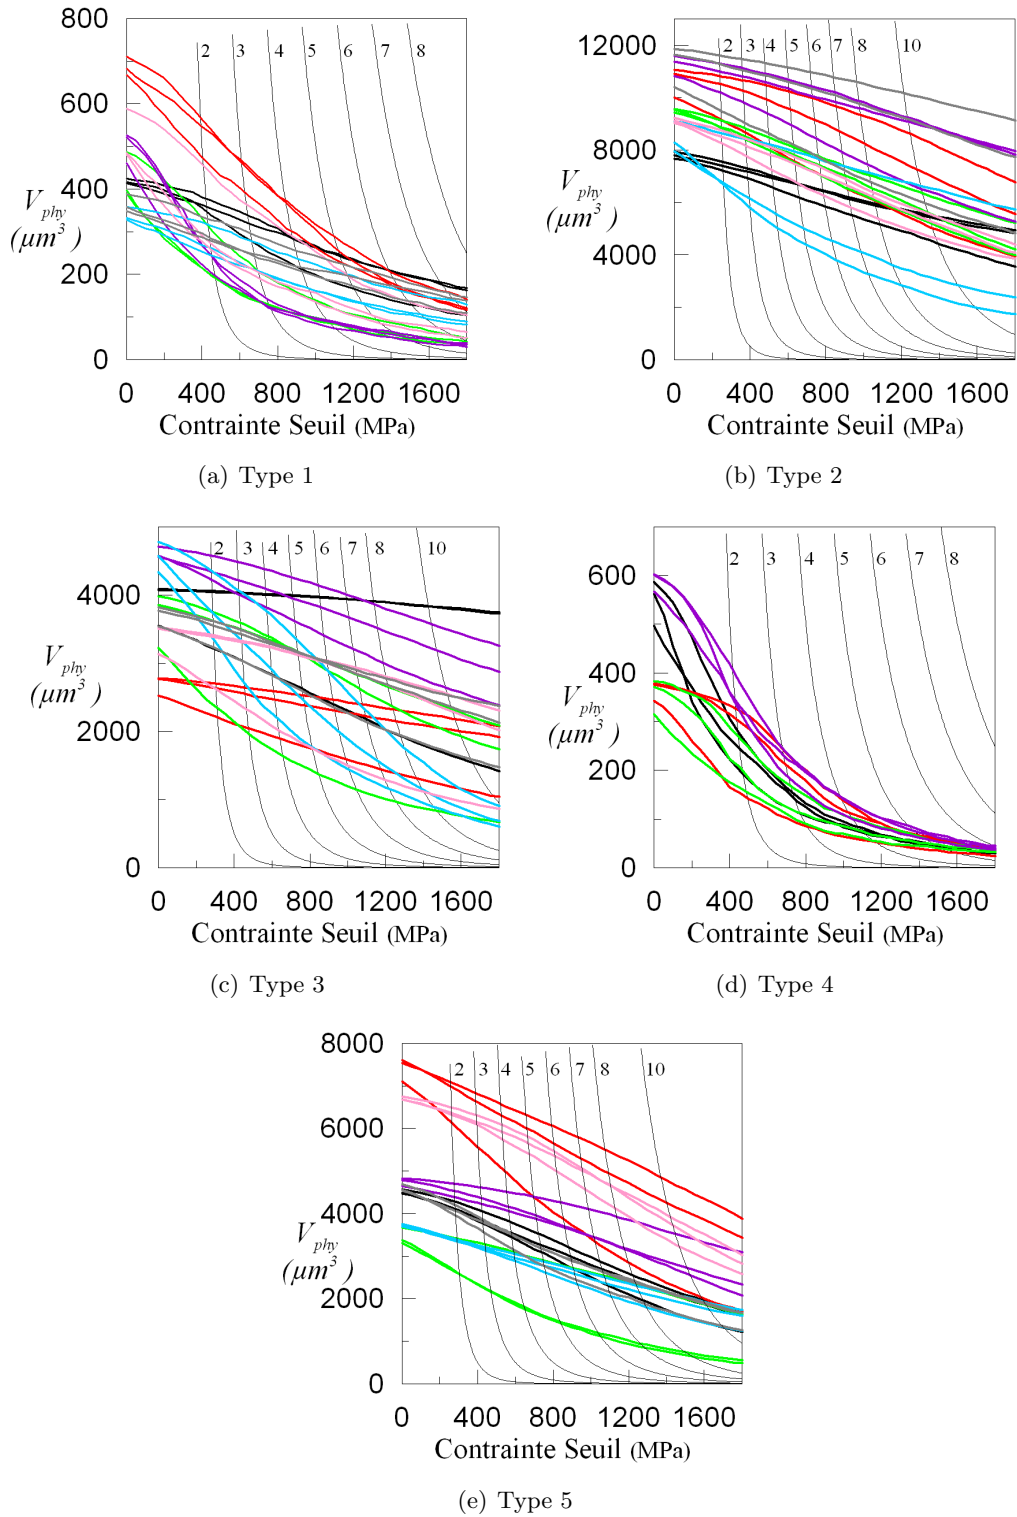 800
600
400
200
0
V_phy
(μm³)
2 3 4 5 6 7 8
0 400 800 1200 1600
Contrainte Seuil (MPa)
(a) Type 1
12000
8000
4000
0
V_phy
(μm³)
2 3 4 5 6 7 8 10
0 400 800 1200 1600
Contrainte Seuil (MPa)
(b) Type 2
4000
2000
0
V_phy
(μm³)
2 3 4 5 6 7 8 10
0 400 800 1200 1600
Contrainte Seuil (MPa)
(c) Type 3
600
400
200
0
V_phy
(μm³)
2 3 4 5 6 7 8
0 400 800 1200 1600
Contrainte Seuil (MPa)
(d) Type 4
8000
6000
4000
2000
0
V_phy
(μm³)
2 3 4 5 6 7 8 10
0 400 800 1200 1600
Contrainte Seuil (MPa)
(e) Type 5